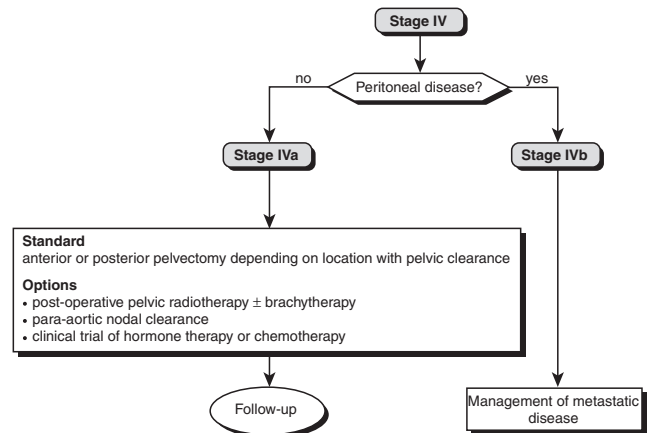 Stage IV
Peritoneal disease?
no
yes
Stage IVa
Stage IVb
Standard
anterior or posterior pelvectomy depending on location with pelvic clearance
Options
• post-operative pelvic radiotherapy ± brachytherapy
• para-aortic nodal clearance
• clinical trial of hormone therapy or chemotherapy
Follow-up
Management of metastatic
disease